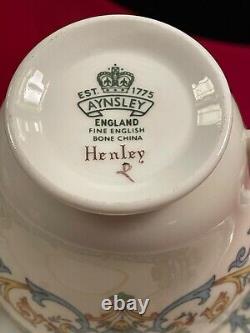 EST. 1775
AYNSLEY
ENGLAND
FINE ENGLISH
BONE CHINA
Henley
R